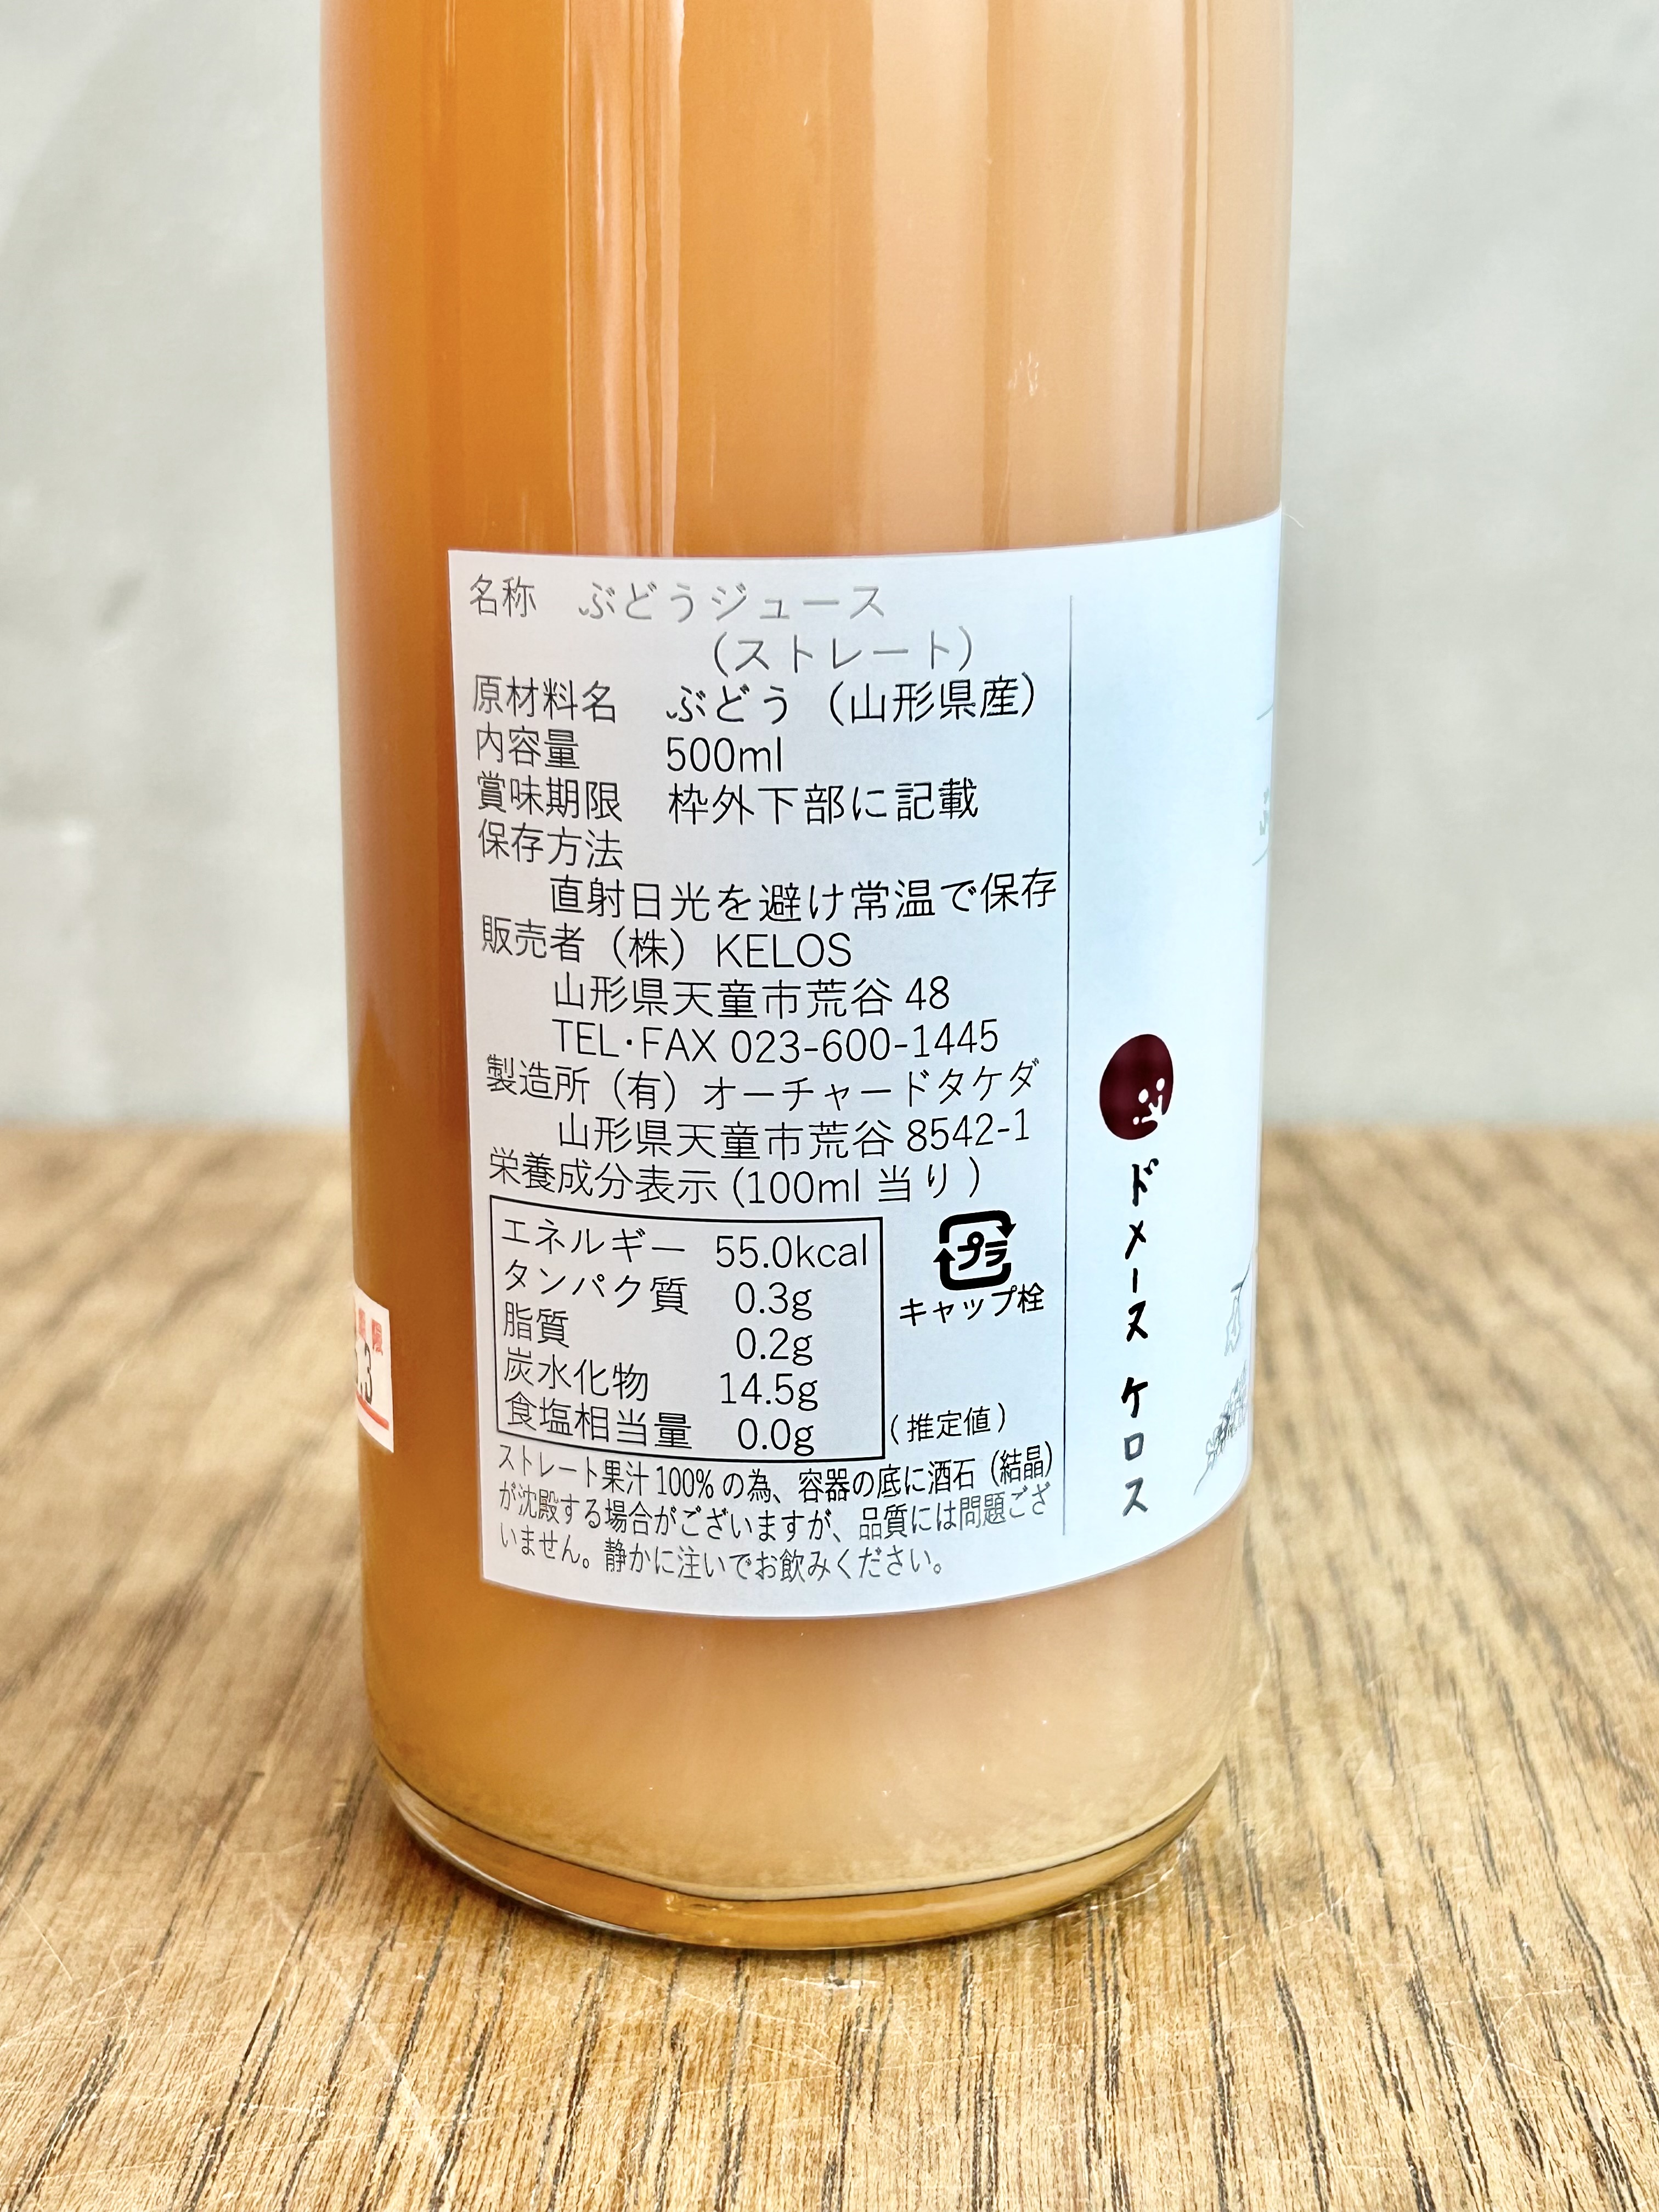 名称 ぶどうジュース
(ストレート)
原材料名 ぶどう (山形県産)
内容量 500ml
賞味期限 枠外下部に記載
保存方法
直射日光を避け常温で保存
販売者 (株) KELOS
山形県天童市荒谷 48
TEL・FAX 023-600-1445
製造所 (有) オーチャードタケダ
山形県天童市荒谷 8542-1
栄養成分表示 (100ml 当り)
エネルギー 55.0kcal
タンパク質 0.3g
脂質 0.2g
炭水化物 14.5g
食塩相当量 0.0g
(推定値)
プラ
キャップ栓
ストレート果汁 100% の為、容器の底に酒石 (結晶)
が沈殿する場合がございますが、品質には問題ござ
いません。静かに注いでお飲みください。
ドメーヌ ケロス